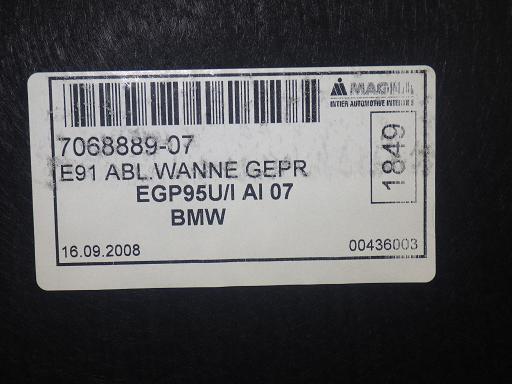 MAGNA
INTIER AUTOMOTIVE INTERIORS
7068889-07
E91 ABL.WANNE GEPR
EGP95U/I AI 07
BMW
1849
16.09.2008
00436003